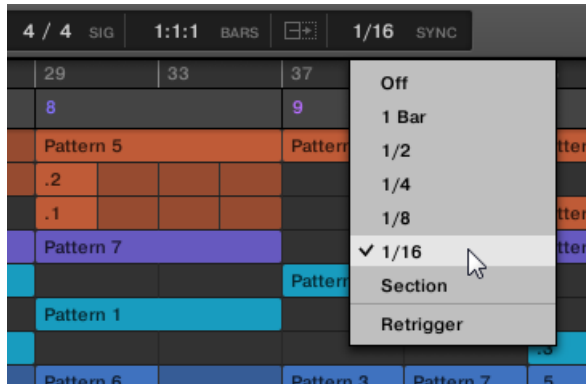 4 / 4 SIG 1:1:1 BARS 1/16 SYNC
29 33 37
8 9
Off
1 Bar
1/2
1/4
1/8
1/16
Section
Retrigger
Pattern 5 Pattern
.2
.1
Pattern 7
Pattern
Pattern 1
.3
Pattern 6 Pattern 3 Pattern 7 5